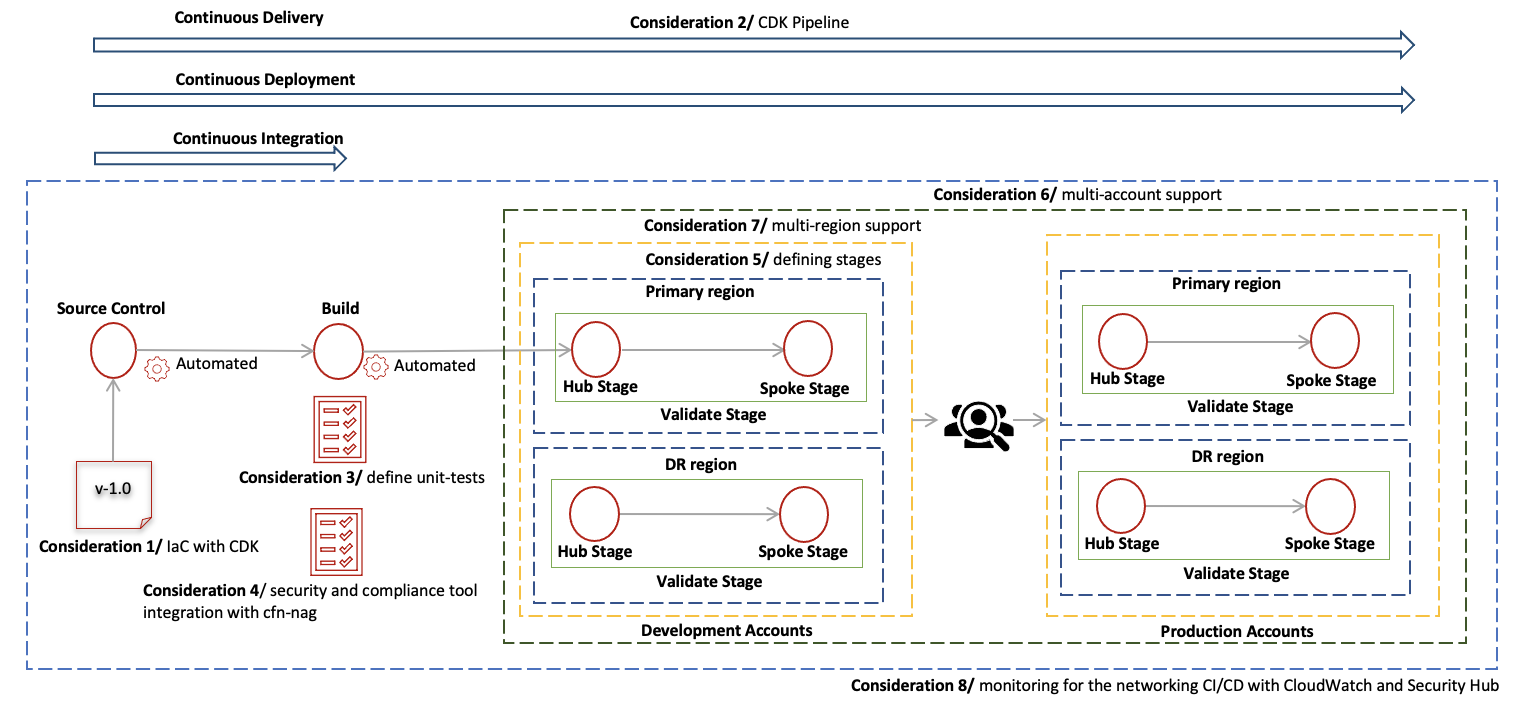 Continuous Delivery
Consideration 2/ CDK Pipeline
Continuous Deployment
Continuous Integration
Consideration 6/ multi-account support
Consideration 7/ multi-region support
Consideration 5/ defining stages
Source Control
Build
Automated
Automated
v-1.0
Consideration 1/ IaC with CDK
Consideration 3/ define unit-tests
Consideration 4/ security and compliance tool
integration with cfn-nag
Primary region
Hub Stage
Spoke Stage
Validate Stage
DR region
Hub Stage
Spoke Stage
Validate Stage
Development Accounts
Primary region
Hub Stage
Spoke Stage
Validate Stage
DR region
Hub Stage
Spoke Stage
Validate Stage
Production Accounts
Consideration 8/ monitoring for the networking CI/CD with CloudWatch and Security Hub